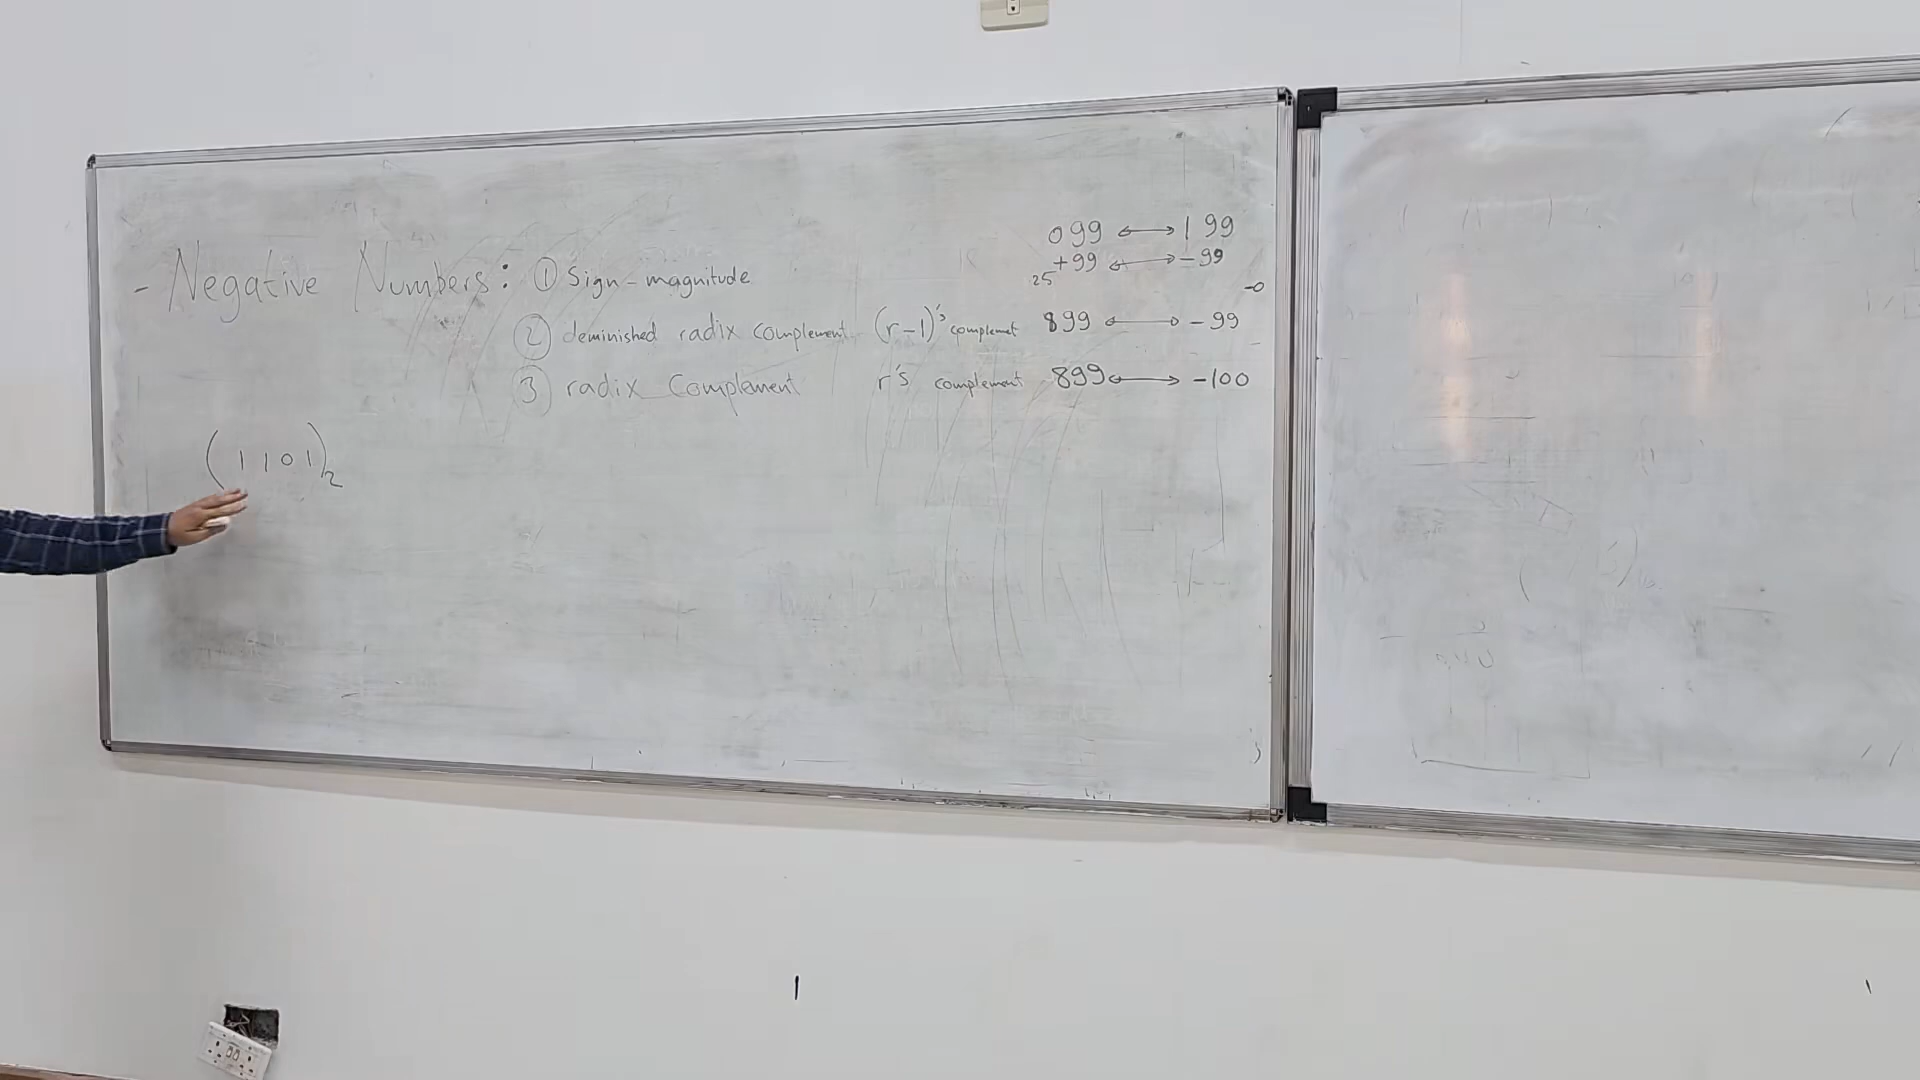 099 ↔ 199
+99 ↔ -99
25
-0
- Negative Numbers: ① Sign-magnitude
② deminished radix complement (r-1)'s complemet 899 ↔ -99
③ radix Complement r's complement 899 ↔ -100
(1101)2